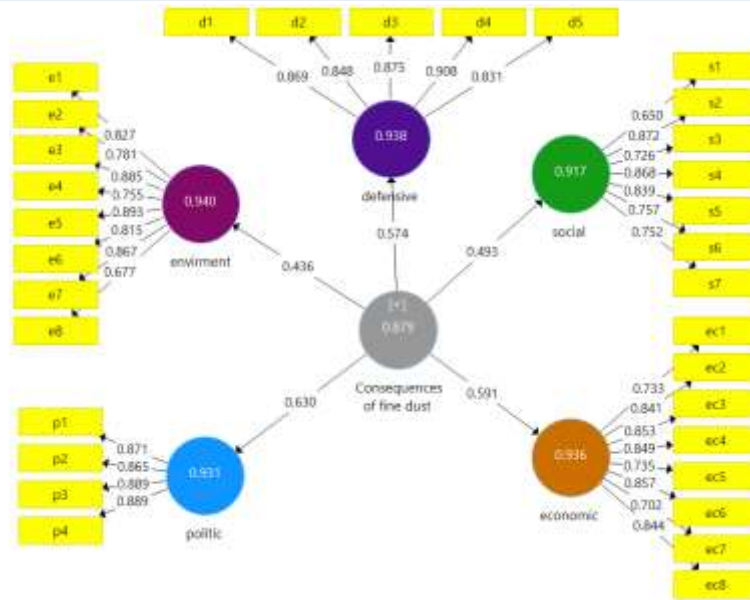 d1
d2
d3
d4
d5
0.869
0.848
0.875
0.908
0.831
0.938
defensive
e1
e2
e3
e4
e5
e6
e7
e8
0.827
0.781
0.885
0.755
0.893
0.815
0.867
0.677
0.940
envirment
s1
s2
s3
s4
s5
s6
s7
0.650
0.872
0.726
0.868
0.839
0.757
0.752
0.917
social
0.574
0.436
0.493
0.630
0.591
[+]
0.879
Consequences
of fine dust
p1
p2
p3
p4
0.871
0.865
0.889
0.889
0.931
politic
ec1
ec2
ec3
ec4
ec5
ec6
ec7
ec8
0.733
0.841
0.853
0.849
0.735
0.857
0.702
0.844
0.936
economic